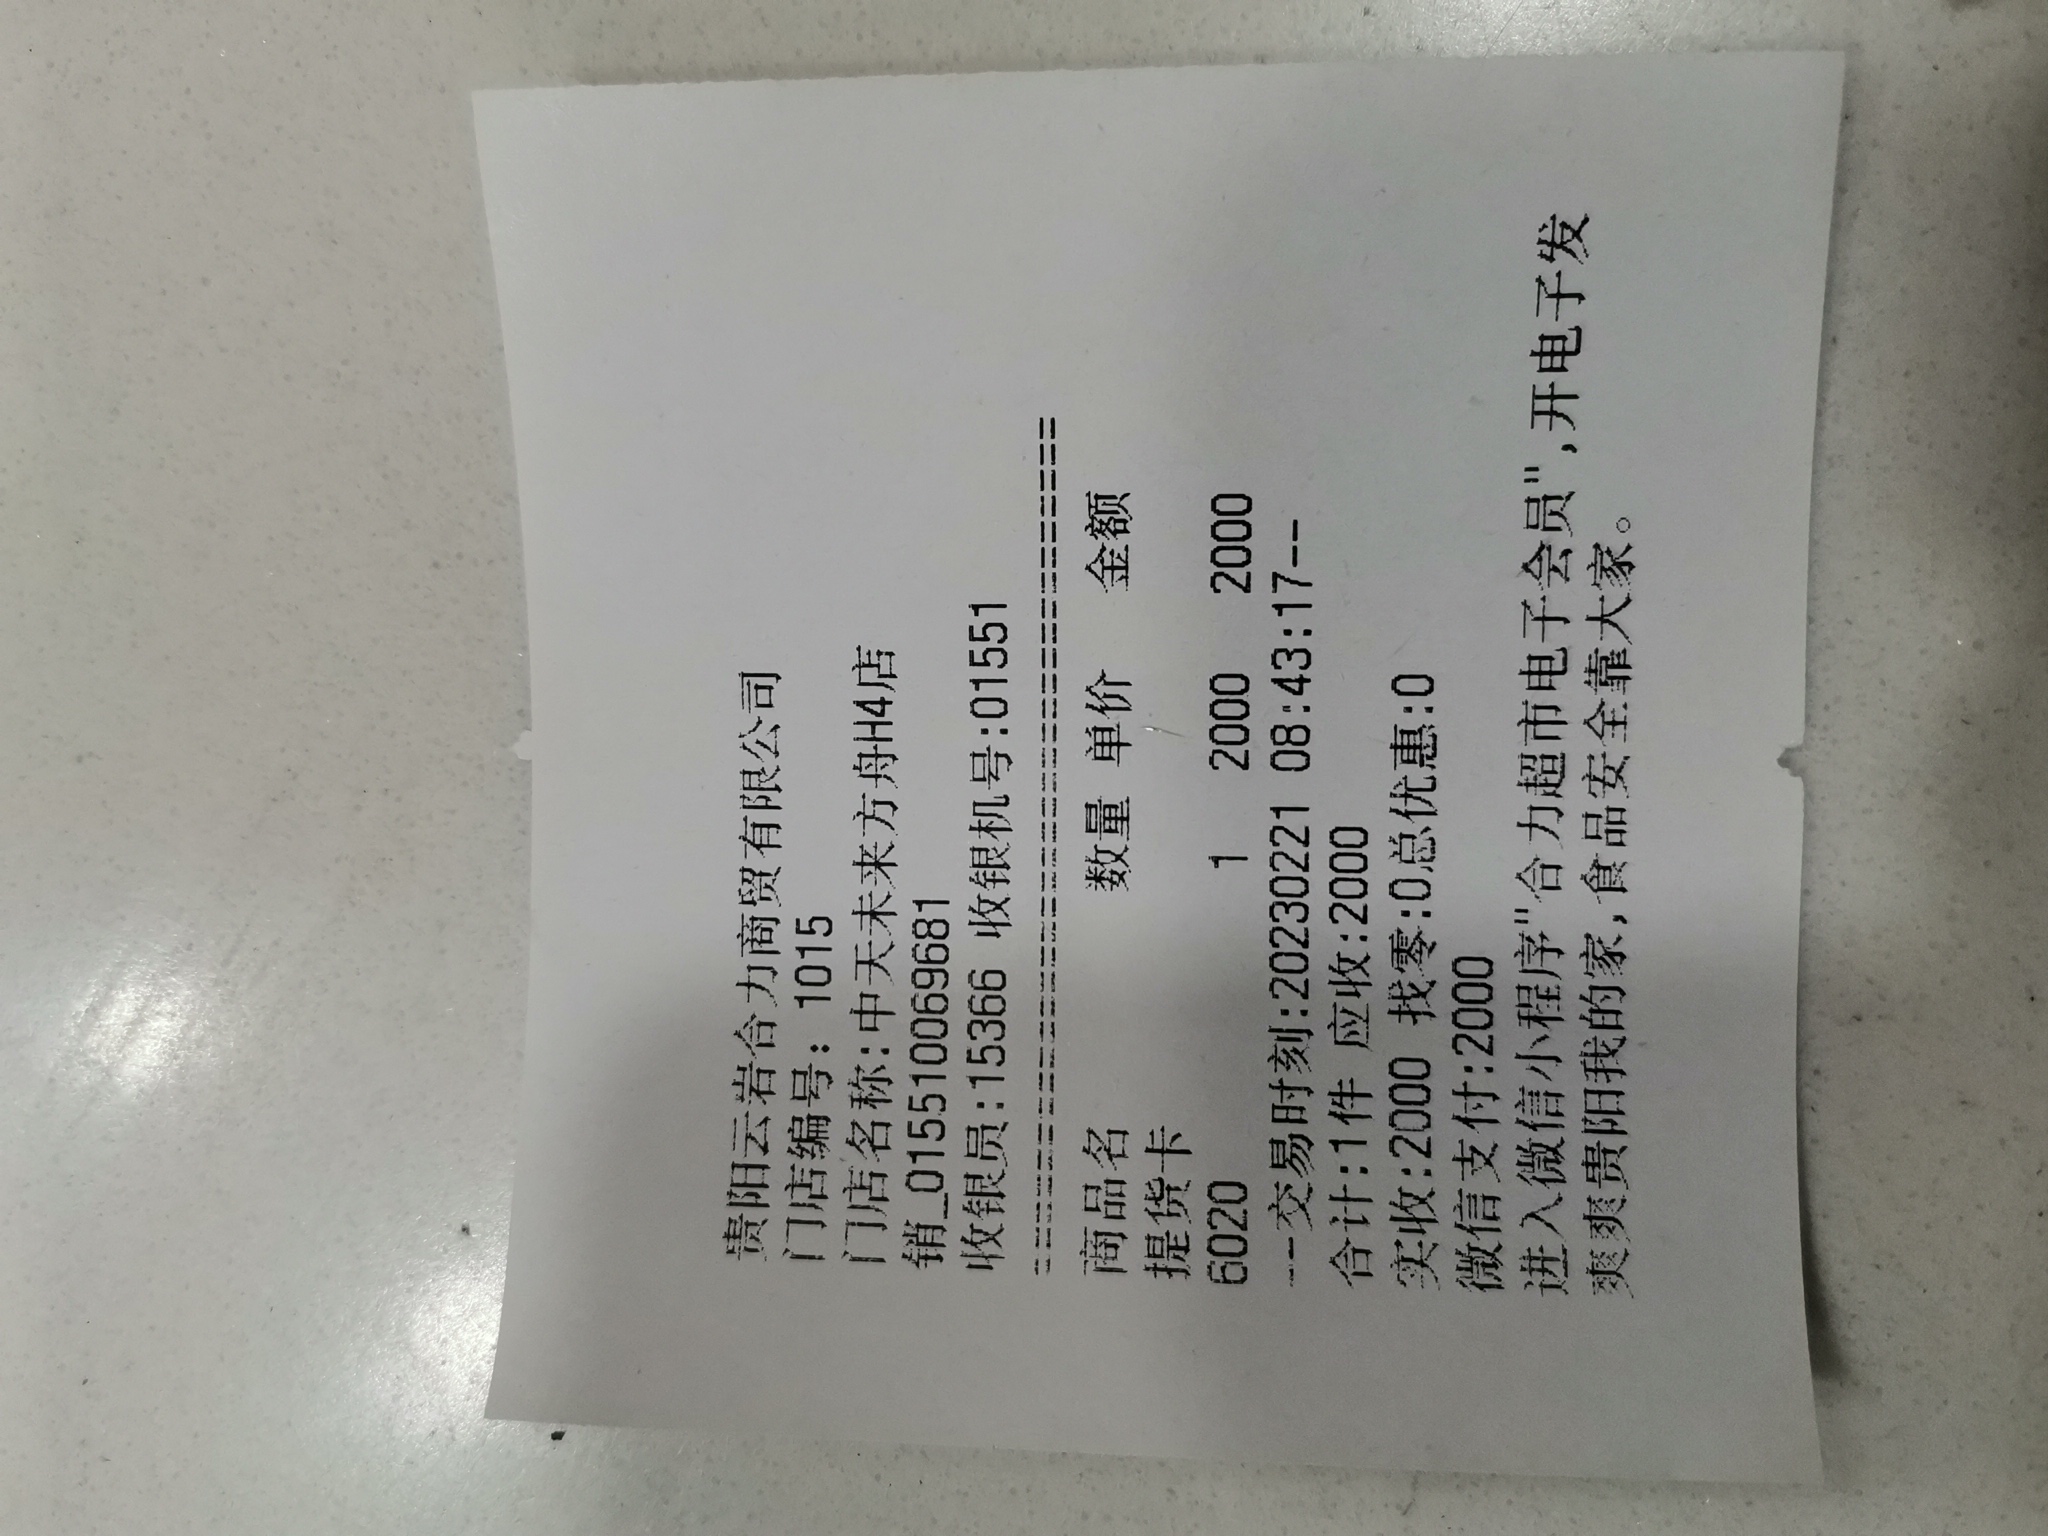 贵阳云岩合力商贸有限公司
门店编号: 1015
门店名称:中天未来方舟H4店
销_015510069681
收银员:15366 收银机号:01551
================================
商品名 数量 单价 金额
提货卡
6020 1 2000 2000
--交易时刻:20230221 08:43:17--
合计:1件 应收:2000
实收:2000 找零:0总优惠:0
微信支付:2000
进入微信小程序"合力超市电子会员",开电子发
爽爽贵阳我的家,食品安全靠大家。